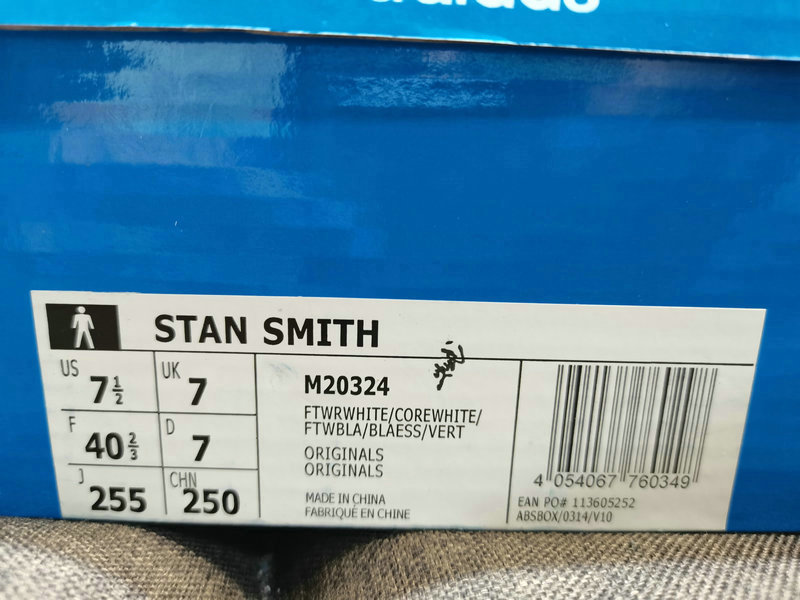 adidas
STAN SMITH
US 7 1/2
UK 7
F 40 2/3
D 7
J 255
CHN 250
M20324
FTWRWHITE/COREWHITE/
FTWBLA/BLAESS/VERT
ORIGINALS
ORIGINALS
MADE IN CHINA
FABRIQUÉ EN CHINE
4 054067 760349
EAN PO# 113605252
ABSBOX/0314/V10